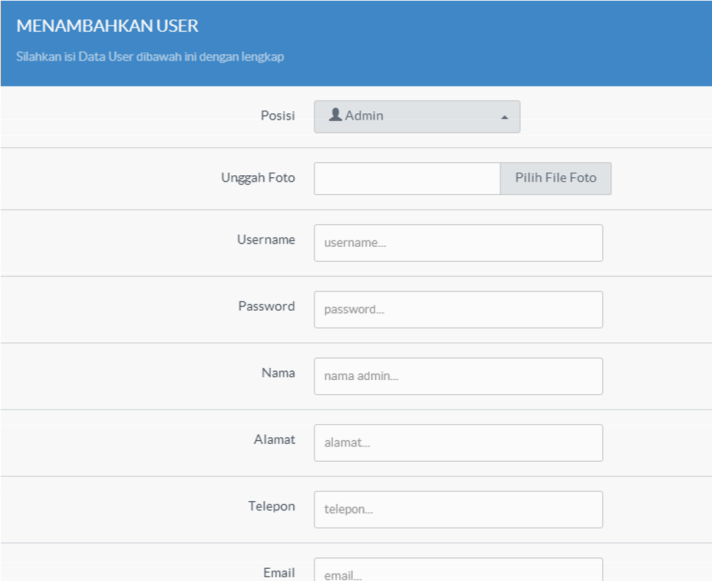 MENAMBAHKAN USER
Silahkan isi Data User dibawah ini dengan lengkap
Posisi Admin
Unggah Foto Pilih File Foto
Username username...
Password password...
Nama nama admin...
Alamat alamat...
Telepon telepon...
Email email...